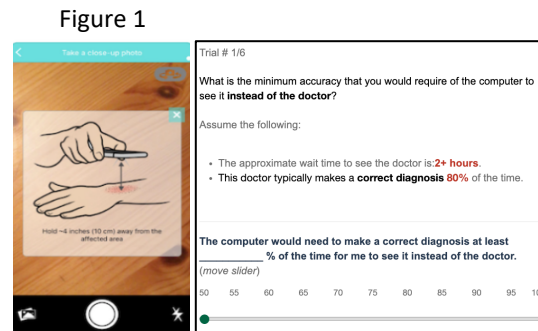 Figure 1
Take a close-up photo
Hold ~4 inches (10 cm) away from the
affected area
Trial # 1/6
What is the minimum accuracy that you would require of the computer to
see it instead of the doctor?
Assume the following:
• The approximate wait time to see the doctor is:2+ hours.
• This doctor typically makes a correct diagnosis 80% of the time.
The computer would need to make a correct diagnosis at least
____________ % of the time for me to see it instead of the doctor.
(move slider)
50 55 60 65 70 75 80 85 90 95